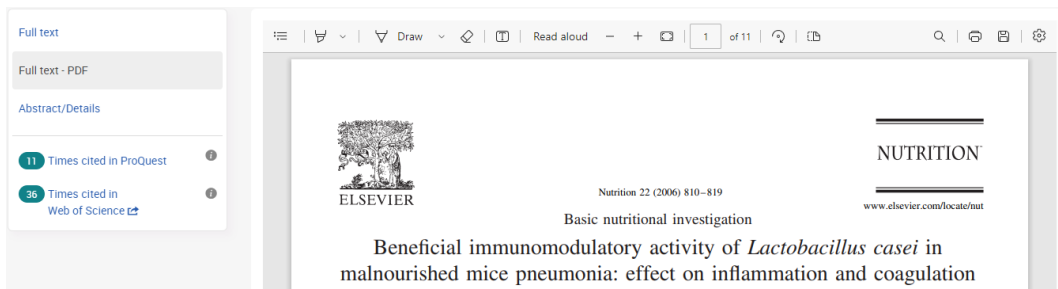 Full text
Full text - PDF
Abstract/Details
11 Times cited in ProQuest
36 Times cited in
Web of Science
Draw
Read aloud
1 of 11
ELSEVIER
NUTRITION
Nutrition 22 (2006) 810–819
www.elsevier.com/locate/nut
Basic nutritional investigation
Beneficial immunomodulatory activity of Lactobacillus casei in
malnourished mice pneumonia: effect on inflammation and coagulation